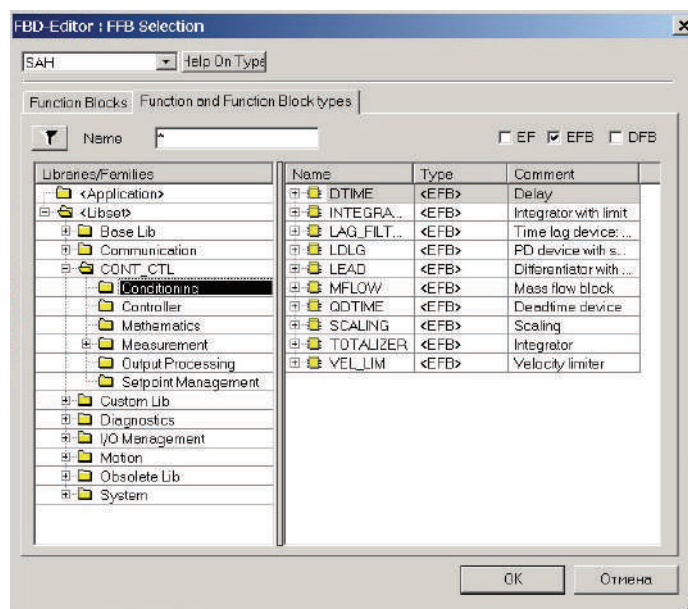 FBD-Editor : FFB Selection
SAH Help On Type
Function Blocks Function and Function Block types
Name * EF EFB DFB
Libraries/Families Name Type Comment
<Application> DTIME <EFB> Delay
<Libset> INTEGRA... <EFB> Integrator with limit
Base Lib LAG_FILT... <EFB> Time lag device: ...
Communication LDLG <EFB> PD device with s...
CONT_CTL LEAD <EFB> Differentiator with ...
Conditioning MFLOW <EFB> Mass flow block
Controller QDTIME <EFB> Deadtime device
Mathematics SCALING <EFB> Scaling
Measurement TOTALIZER <EFB> Integrator
Output Processing VEL_LIM <EFB> Velocity limiter
Setpoint Management
Custom Lib
Diagnostics
I/O Management
Motion
Obsolete Lib
System
OK Отмена